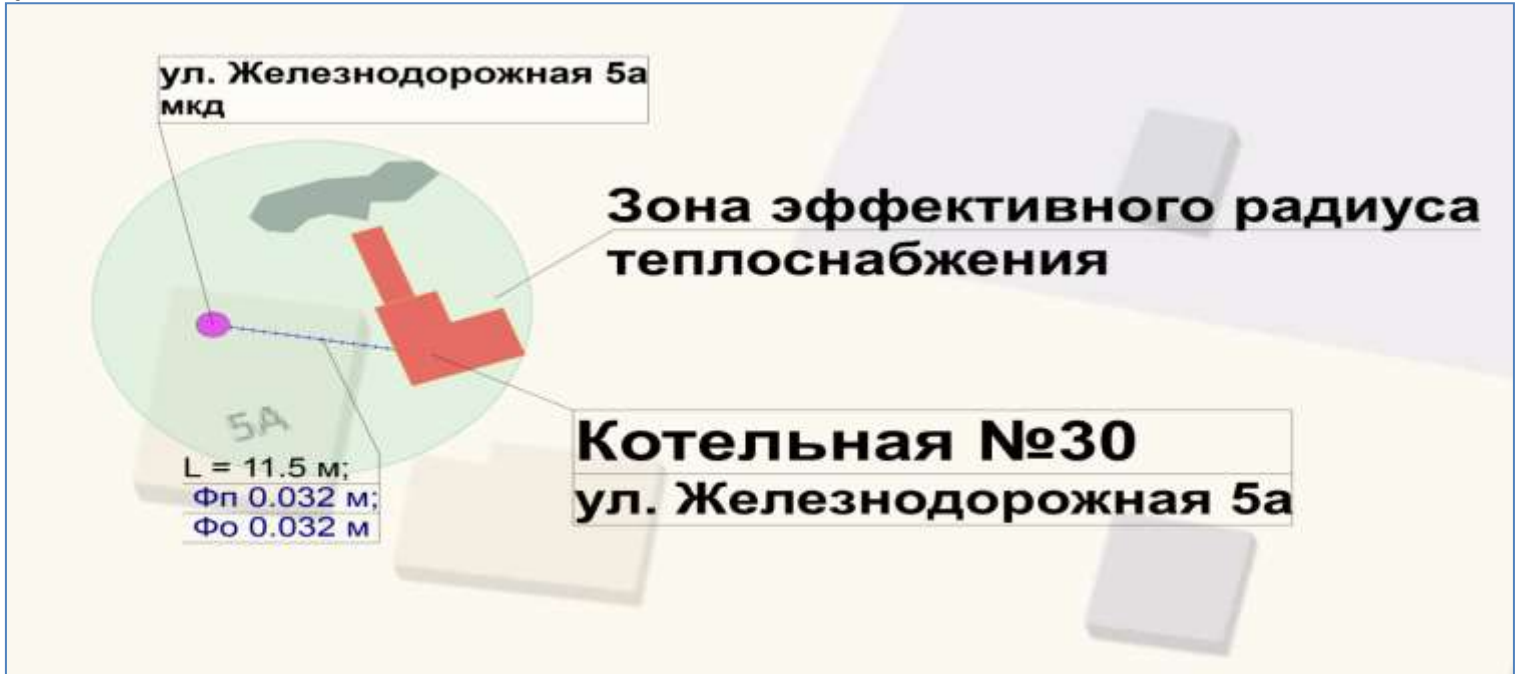 ул. Железнодорожная 5а
мкд
Зона эффективного радиуса
теплоснабжения
5А
Котельная №30
ул. Железнодорожная 5а
L = 11.5 м;
Фп 0.032 м;
Фо 0.032 м